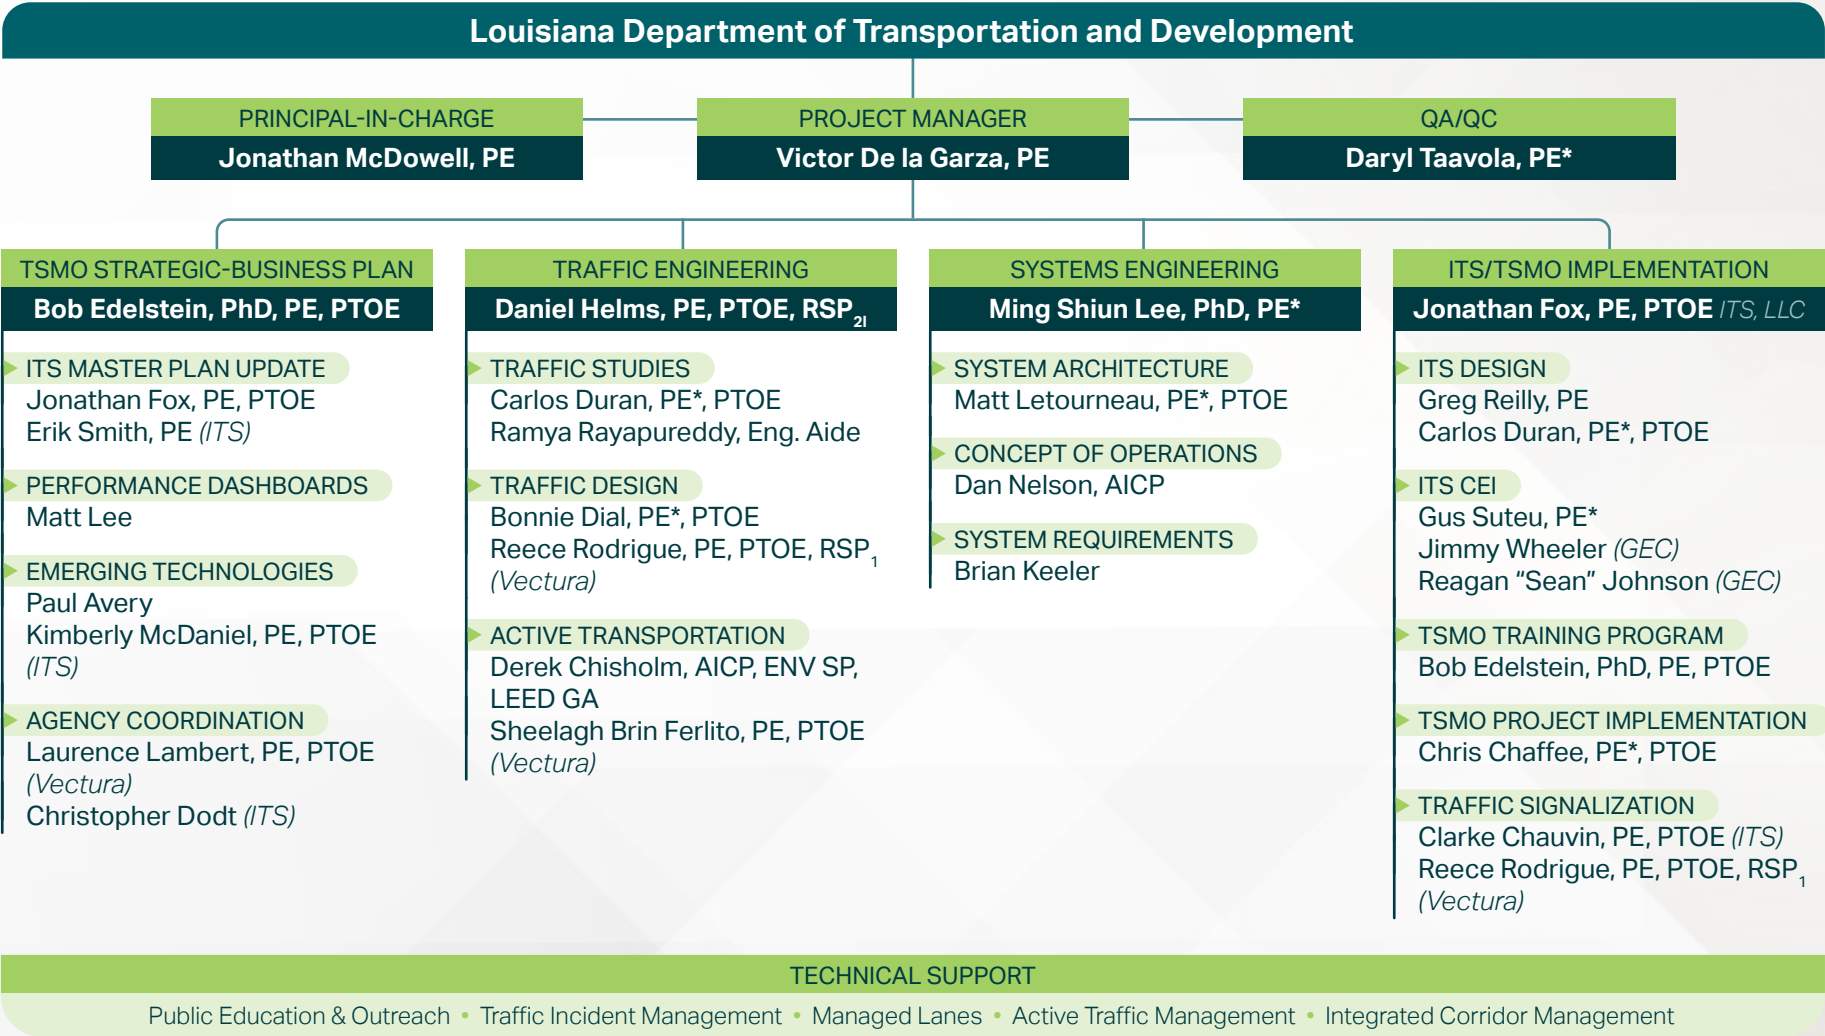 Louisiana Department of Transportation and Development
PRINCIPAL-IN-CHARGE
Jonathan McDowell, PE
PROJECT MANAGER
Victor De la Garza, PE
QA/QC
Daryl Taavola, PE*
TSMO STRATEGIC-BUSINESS PLAN
Bob Edelstein, PhD, PE, PTOE
ITS MASTER PLAN UPDATE
Jonathan Fox, PE, PTOE
Erik Smith, PE (ITS)
PERFORMANCE DASHBOARDS
Matt Lee
EMERGING TECHNOLOGIES
Paul Avery
Kimberly McDaniel, PE, PTOE
(ITS)
AGENCY COORDINATION
Laurence Lambert, PE, PTOE
(Vectura)
Christopher Dodt (ITS)
TRAFFIC ENGINEERING
Daniel Helms, PE, PTOE, RSP2I
TRAFFIC STUDIES
Carlos Duran, PE*, PTOE
Ramya Rayapureddy, Eng. Aide
TRAFFIC DESIGN
Bonnie Dial, PE*, PTOE
Reece Rodrigue, PE, PTOE, RSP1
(Vectura)
ACTIVE TRANSPORTATION
Derek Chisholm, AICP, ENV SP,
LEED GA
Sheelagh Brin Ferlito, PE, PTOE
(Vectura)
SYSTEMS ENGINEERING
Ming Shiun Lee, PhD, PE*
SYSTEM ARCHITECTURE
Matt Letourneau, PE*, PTOE
CONCEPT OF OPERATIONS
Dan Nelson, AICP
SYSTEM REQUIREMENTS
Brian Keeler
ITS/TSMO IMPLEMENTATION
Jonathan Fox, PE, PTOE ITS, LLC
ITS DESIGN
Greg Reilly, PE
Carlos Duran, PE*, PTOE
ITS CEI
Gus Suteu, PE*
Jimmy Wheeler (GEC)
Reagan “Sean” Johnson (GEC)
TSMO TRAINING PROGRAM
Bob Edelstein, PhD, PE, PTOE
TSMO PROJECT IMPLEMENTATION
Chris Chaffee, PE*, PTOE
TRAFFIC SIGNALIZATION
Clarke Chauvin, PE, PTOE (ITS)
Reece Rodrigue, PE, PTOE, RSP1
(Vectura)
TECHNICAL SUPPORT
Public Education & Outreach • Traffic Incident Management • Managed Lanes • Active Traffic Management • Integrated Corridor Management